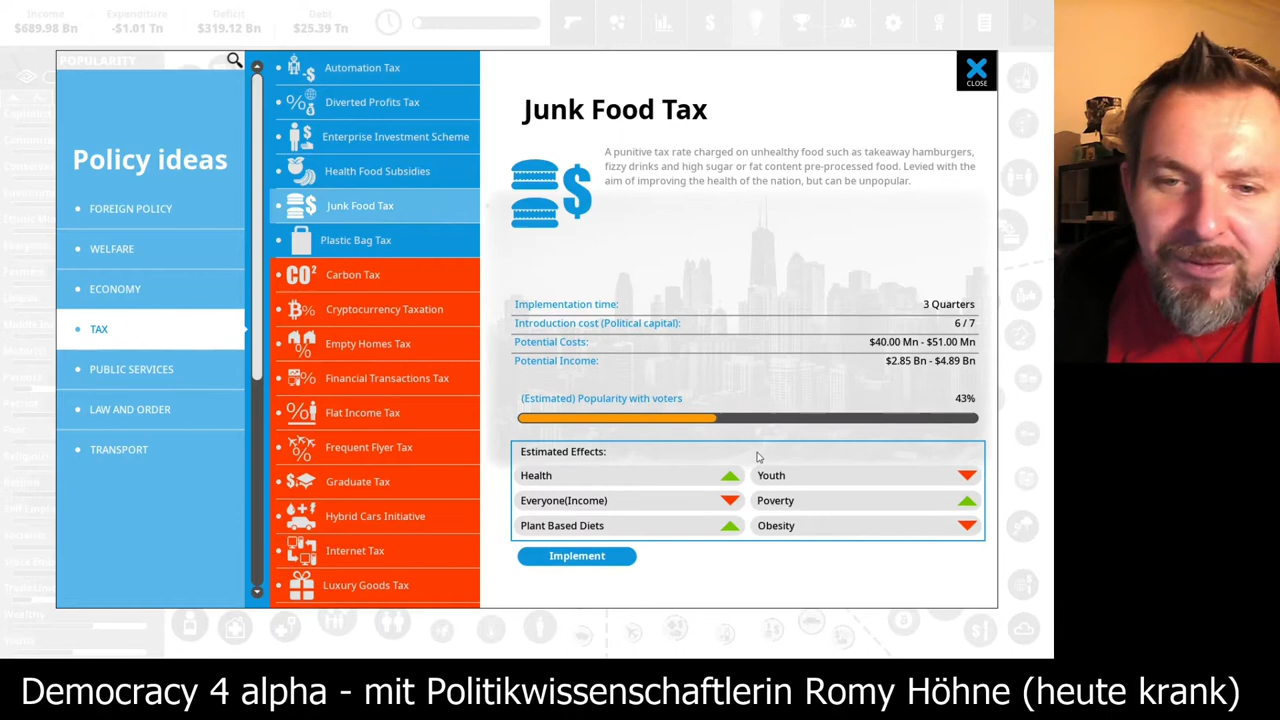 Income
Expenditure
Deficit
Debt
$689.98 Bn
-$1.01 Tn
$319.12 Bn
$25.39 Tn
POPULARITY
Policy ideas
FOREIGN POLICY
WELFARE
ECONOMY
TAX
PUBLIC SERVICES
LAW AND ORDER
TRANSPORT
Automation Tax
Diverted Profits Tax
Enterprise Investment Scheme
Health Food Subsidies
Junk Food Tax
Plastic Bag Tax
CO² Carbon Tax
Cryptocurrency Taxation
Empty Homes Tax
Financial Transactions Tax
Flat Income Tax
Frequent Flyer Tax
Graduate Tax
Hybrid Cars Initiative
Internet Tax
Luxury Goods Tax
CLOSE
Junk Food Tax
A punitive tax rate charged on unhealthy food such as takeaway hamburgers,
fizzy drinks and high sugar or fat content pre-processed food. Levied with the
aim of improving the health of the nation, but can be unpopular.
Implementation time: 3 Quarters
Introduction cost (Political capital): 6 / 7
Potential Costs: $40.00 Mn - $51.00 Mn
Potential Income: $2.85 Bn - $4.89 Bn
(Estimated) Popularity with voters 43%
Estimated Effects:
Health
Youth
Everyone(Income)
Poverty
Plant Based Diets
Obesity
Implement
Wealthy
Youth
Democracy 4 alpha - mit Politikwissenschaftlerin Romy Höhne (heute krank)